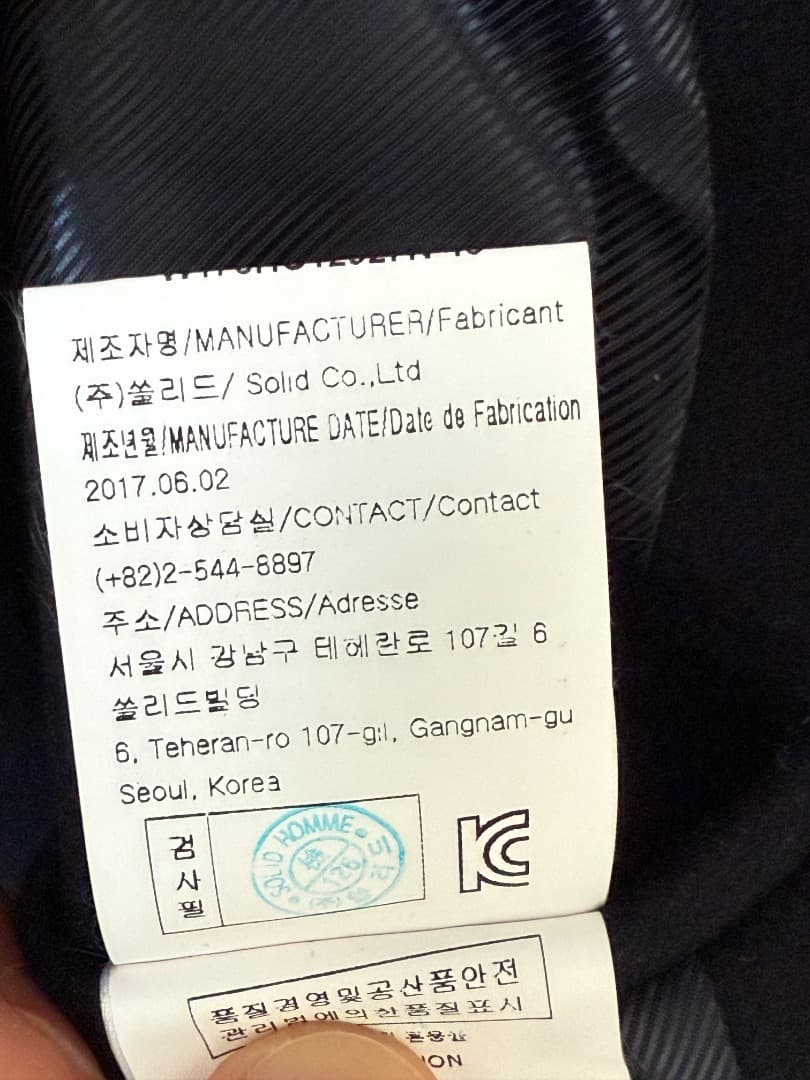 제조자명/MANUFACTURER/Fabricant
(주)쏠리드/ Solid Co.,Ltd
제조년월/MANUFACTURE DATE/Date de Fabrication
2017.06.02
소비자상담실/CONTACT/Contact
(+82)2-544-8897
주소/ADDRESS/Adresse
서울시 강남구 테헤란로 107길 6
쏠리드빌딩
6, Teheran-ro 107-gil, Gangnam-gu
Seoul, Korea
검사필
SOLID HOMME
126
(주)
KC
품질경영및공산품안전
관리법에의한품질표시